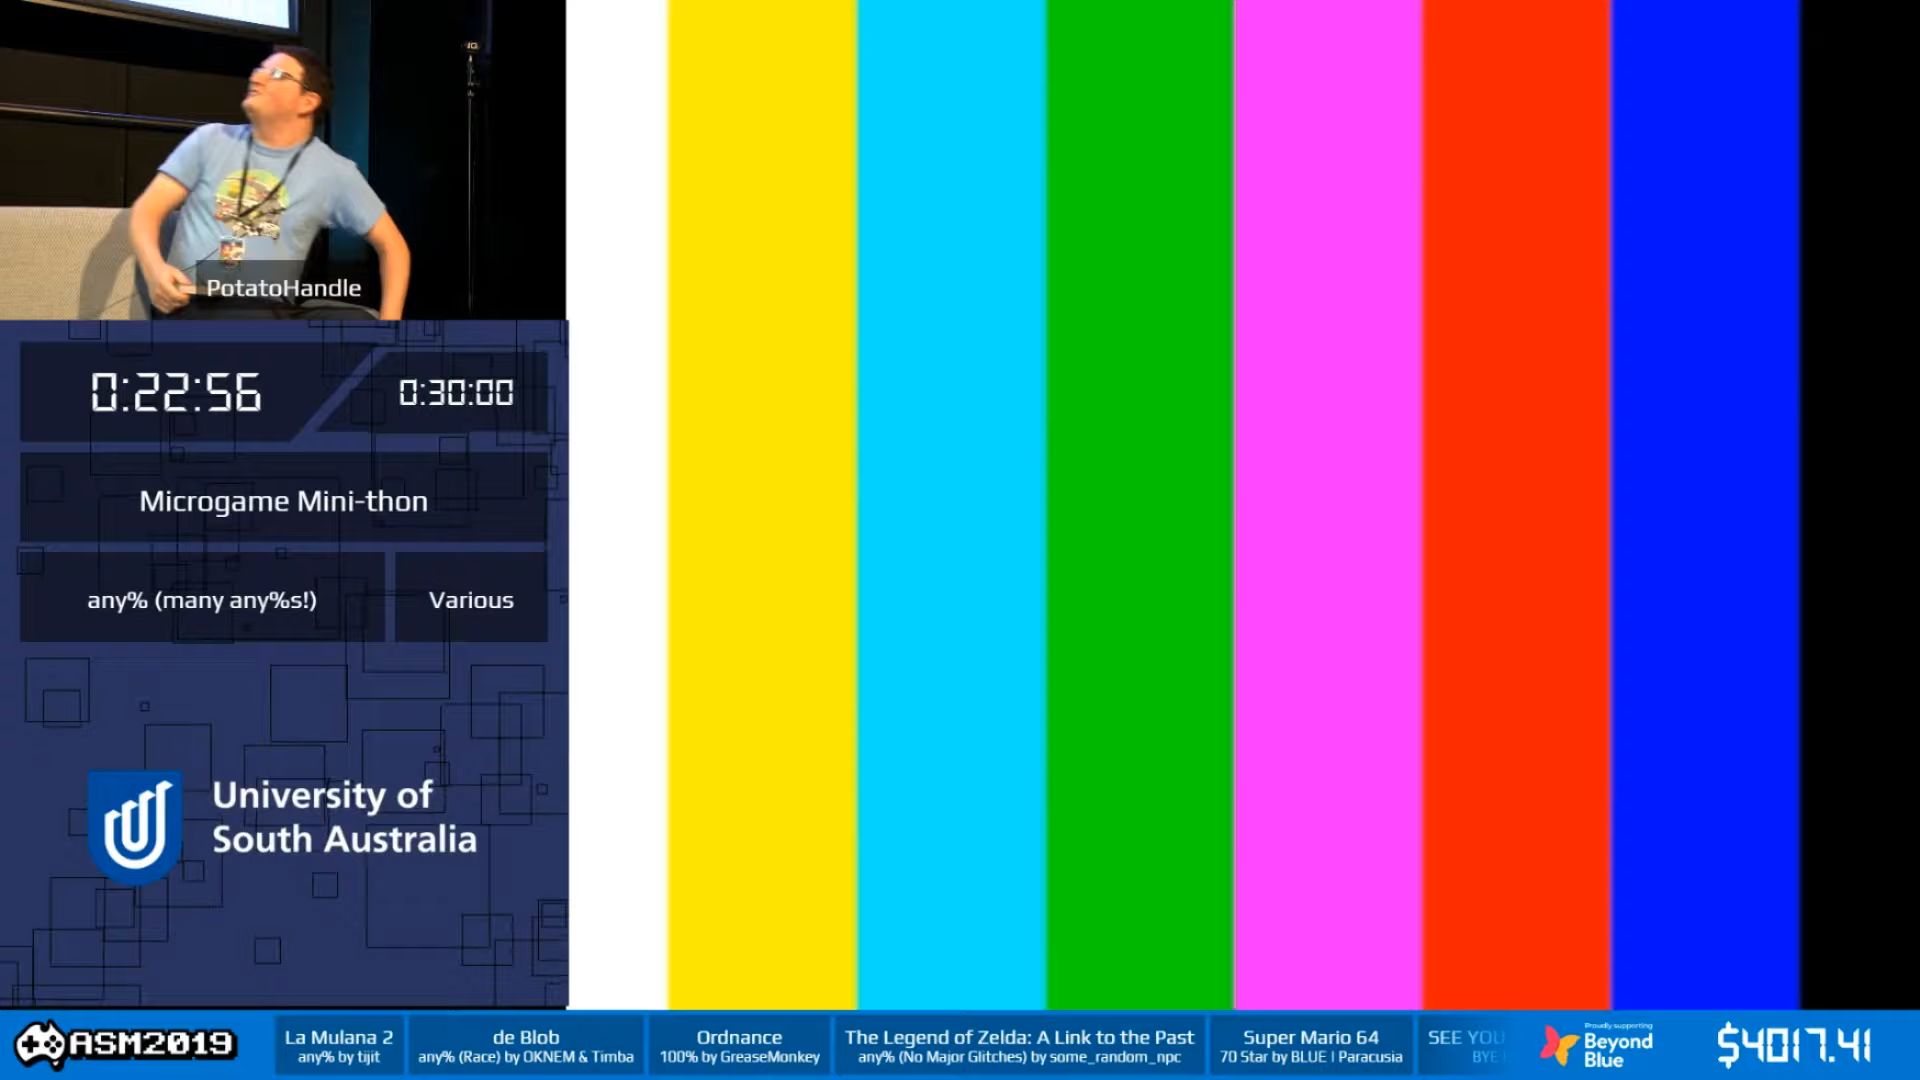 PotatoHandle
0:22:56
0:30:00
Microgame Mini-thon
any% (many any%s!)
Various
University of
South Australia
ASM2019
La Mulana 2
any% by tijit
de Blob
any% (Race) by OKNEM & Timba
Ordnance
100% by GreaseMonkey
The Legend of Zelda: A Link to the Past
any% (No Major Glitches) by some_random_npc
Super Mario 64
70 Star by BLUE | Paracusia
SEE YOU
BYE
Proudly supporting
Beyond
Blue
$4017.41